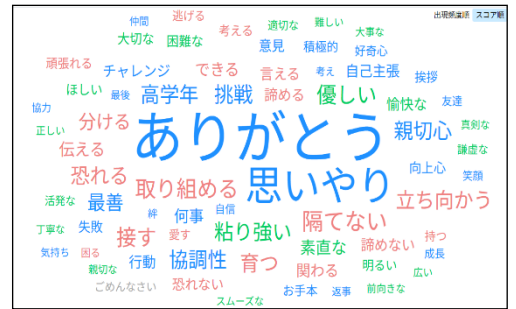 出現頻度順 スコア順
仲間 逃げる 考える 適切な 難しい 大事な
大切な 困難な 意見 積極的 好奇心
頑張れる チャレンジ できる 言える 考え 自己主張 挨拶
ほしい 最後 高学年 挑戦 諦める 優しい 愉快な 友達
協力 正しい 分ける ありがとう 親切心 真剣な
伝える 謙虚な
恐れる 取り組める 思いやり 向上心 笑顔
活発な 最善 絆 何事 自信 立ち向かう
丁寧な 失敗 接す 愛す 粘り強い 隔てない 持つ
気持ち 困る 親切な 行動 協調性 育つ 素直な 諦めない 成長
関わる 明るい 広い
ごめんなさい 恐れない お手本 返事 前向きな
スムーズな